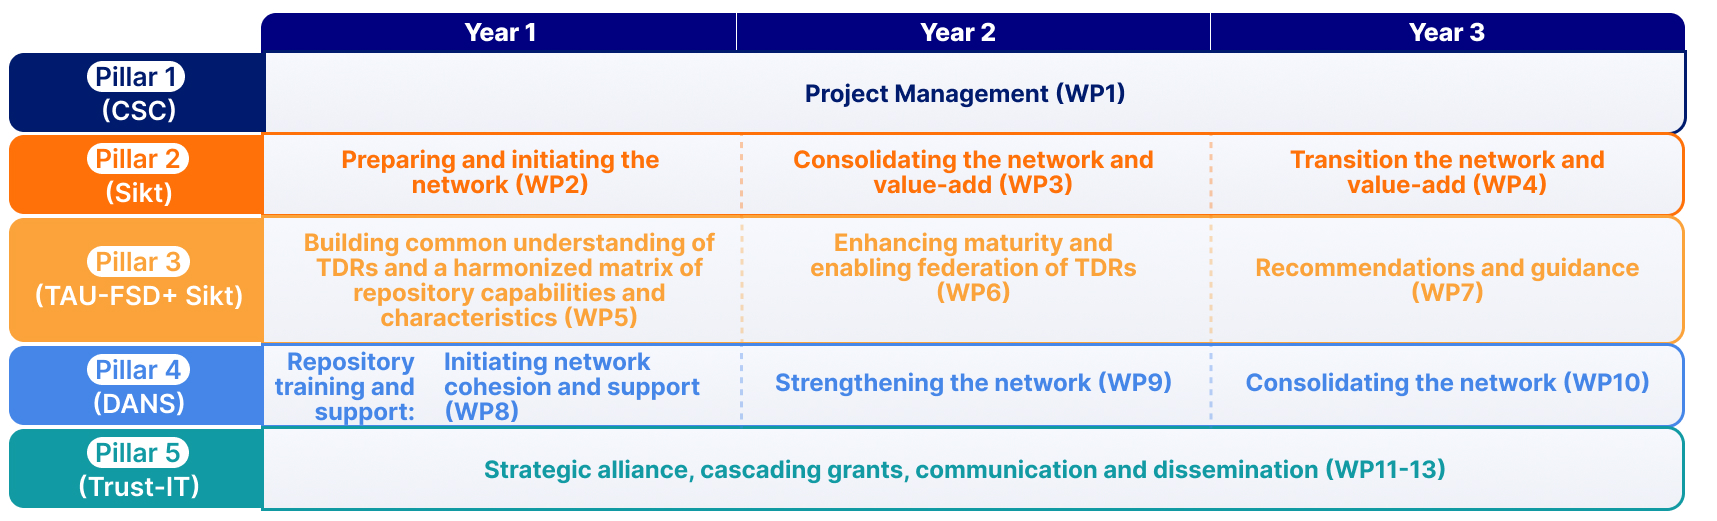 Year 1
Year 2
Year 3
Pillar 1
(CSC)
Project Management (WP1)
Pillar 2
(Sikt)
Preparing and initiating the
network (WP2)
Consolidating the network and
value-add (WP3)
Transition the network and
value-add (WP4)
Pillar 3
(TAU-FSD+ Sikt)
Building common understanding of
TDRs and a harmonized matrix of
repository capabilities and
characteristics (WP5)
Enhancing maturity and
enabling federation of TDRs
(WP6)
Recommendations and guidance
(WP7)
Pillar 4
(DANS)
Repository
training and
support:
Initiating network
cohesion and support
(WP8)
Strengthening the network (WP9)
Consolidating the network (WP10)
Pillar 5
(Trust-IT)
Strategic alliance, cascading grants, communication and dissemination (WP11-13)